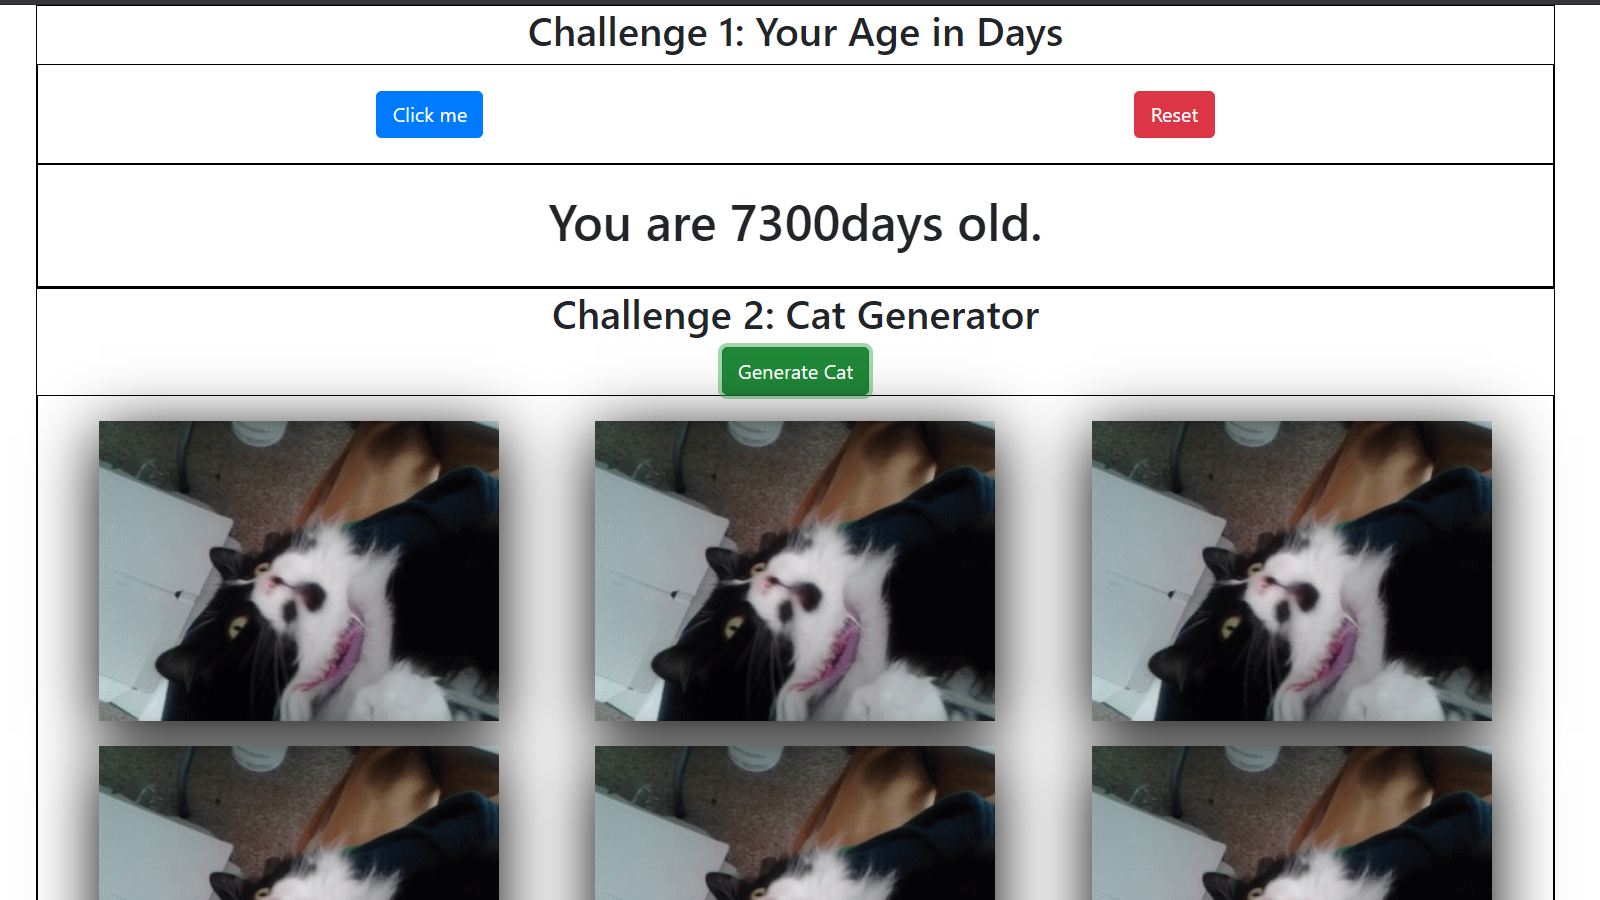 Challenge 1: Your Age in Days
Click me
Reset
You are 7300days old.
Challenge 2: Cat Generator
Generate Cat